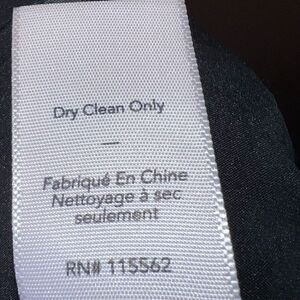 Dry Clean Only
—
Fabriqué En Chine
Nettoyage à sec
seulement
RN# 115562